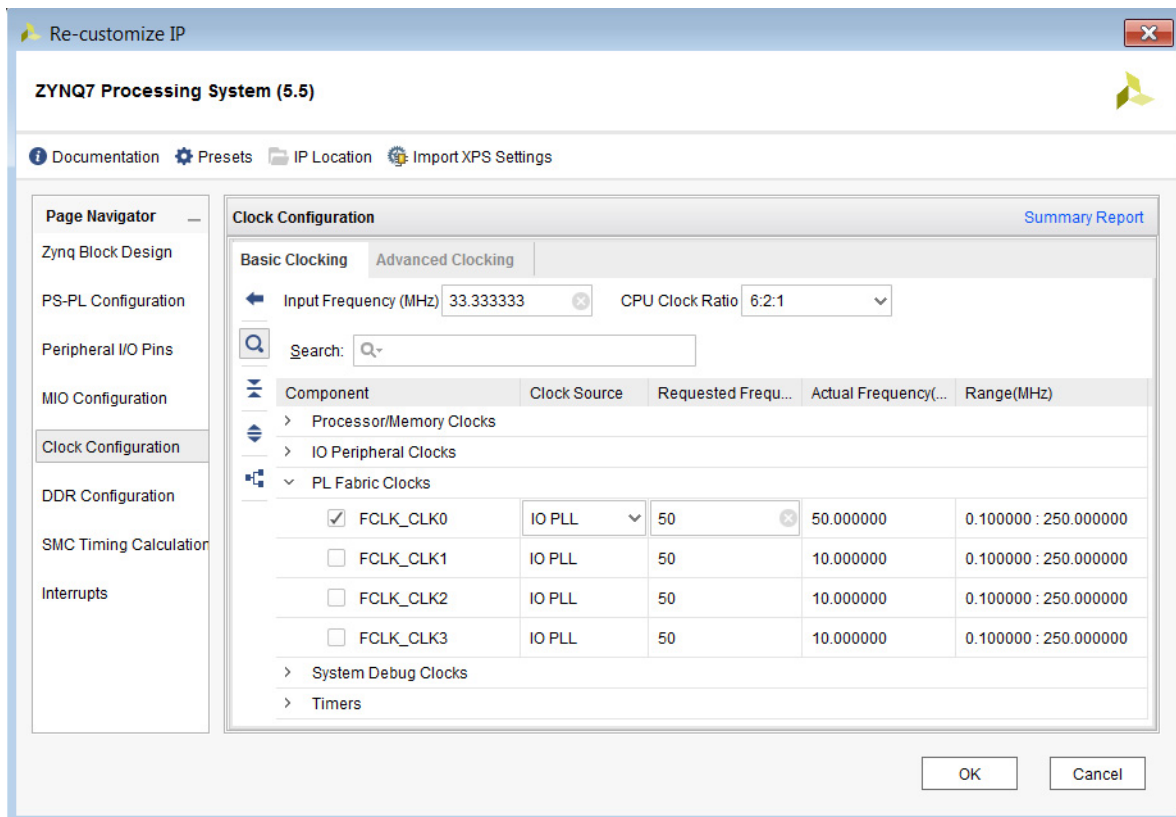 Re-customize IP
ZYNQ7 Processing System (5.5)
Documentation Presets IP Location Import XPS Settings
Page Navigator
Zynq Block Design
PS-PL Configuration
Peripheral I/O Pins
MIO Configuration
Clock Configuration
DDR Configuration
SMC Timing Calculation
Interrupts
Clock Configuration Summary Report
Basic Clocking Advanced Clocking
Input Frequency (MHz) 33.333333 CPU Clock Ratio 6:2:1
Search:
Component Clock Source Requested Frequ... Actual Frequency(... Range(MHz)
Processor/Memory Clocks
IO Peripheral Clocks
PL Fabric Clocks
FCLK_CLK0 IO PLL 50 50.000000 0.100000 : 250.000000
FCLK_CLK1 IO PLL 50 10.000000 0.100000 : 250.000000
FCLK_CLK2 IO PLL 50 10.000000 0.100000 : 250.000000
FCLK_CLK3 IO PLL 50 10.000000 0.100000 : 250.000000
System Debug Clocks
Timers
OK Cancel